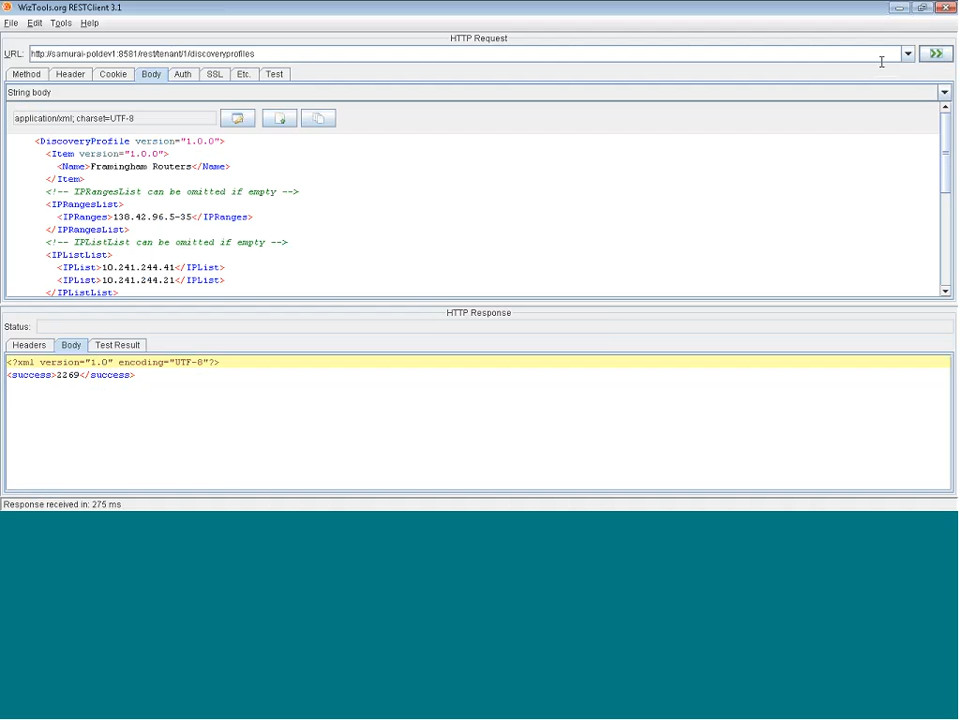 WizTools.org RESTClient 3.1
File Edit Tools Help
HTTP Request
URL: http://samurai-poldev1:8581/rest/tenant/1/discoveryprofiles
Method Header Cookie Body Auth SSL Etc. Test
String body
application/xml; charset=UTF-8
<DiscoveryProfile version="1.0.0">
<Item version="1.0.0">
<Name>Framingham Routers</Name>
</Item>
<!-- IPRangesList can be omitted if empty -->
<IPRangesList>
<IPRanges>138.42.96.5-35</IPRanges>
</IPRangesList>
<!-- IPListList can be omitted if empty -->
<IPListList>
<IPList>10.241.244.41</IPList>
<IPList>10.241.244.21</IPList>
</IPListList>
HTTP Response
Status:
Headers Body Test Result
<?xml version="1.0" encoding="UTF-8"?>
<success>2269</success>
Response received in: 275 ms